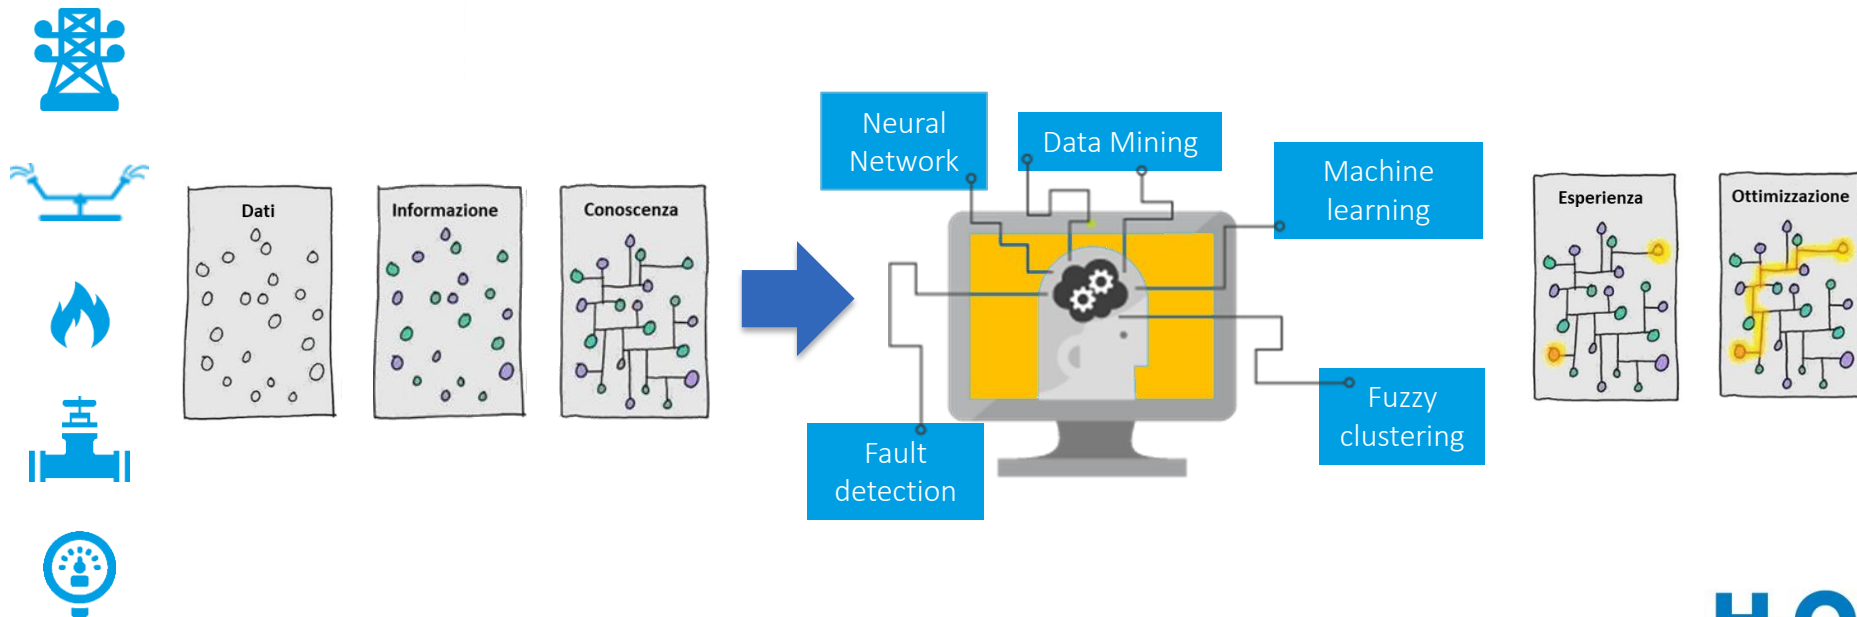 Dati
Informazione
Conoscenza
Neural
Network
Data Mining
Machine
learning
Fault
detection
Fuzzy
clustering
Esperienza
Ottimizzazione